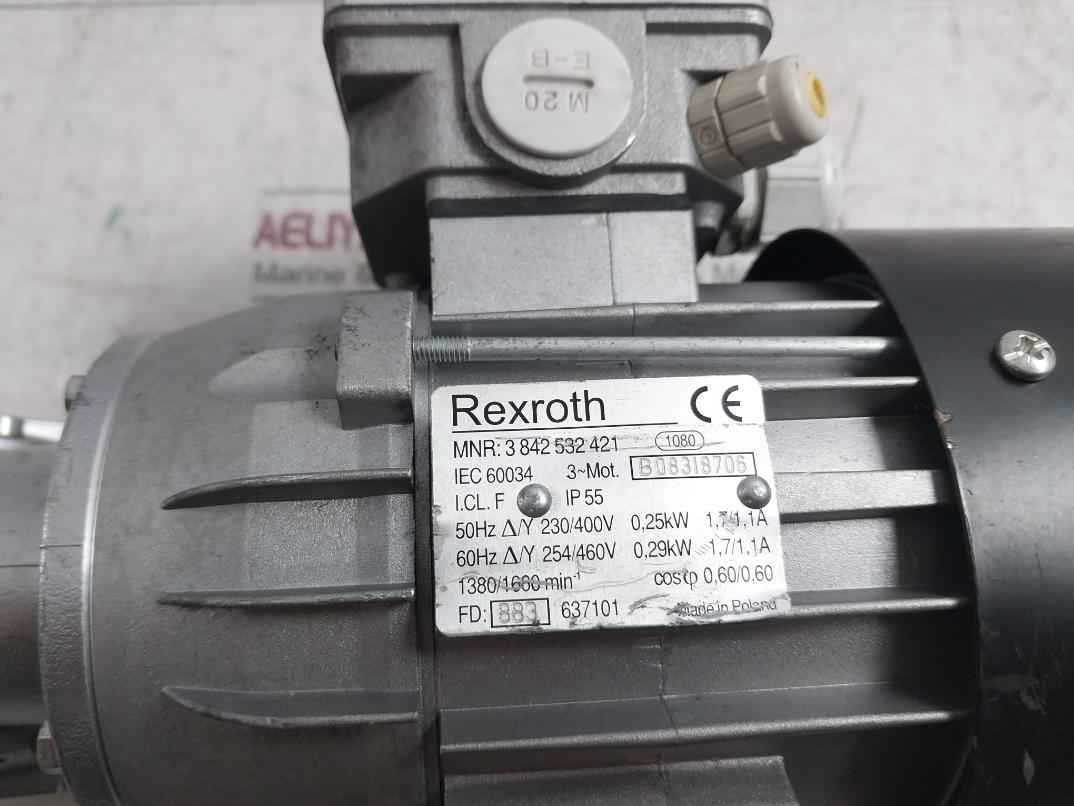 M 20
E-B
AELIY
Marine
Rexroth CE
MNR: 3 842 532 421 1080
IEC 60034 3~Mot. B08318706
I.CL. F IP 55
50Hz Δ/Y 230/400V 0,25kW 1,7/1,1A
60Hz Δ/Y 254/460V 0,29kW 1,7/1,1A
1380/1660 min⁻¹ cosφ 0,60/0,60
FD: 883 637101 Made in Poland